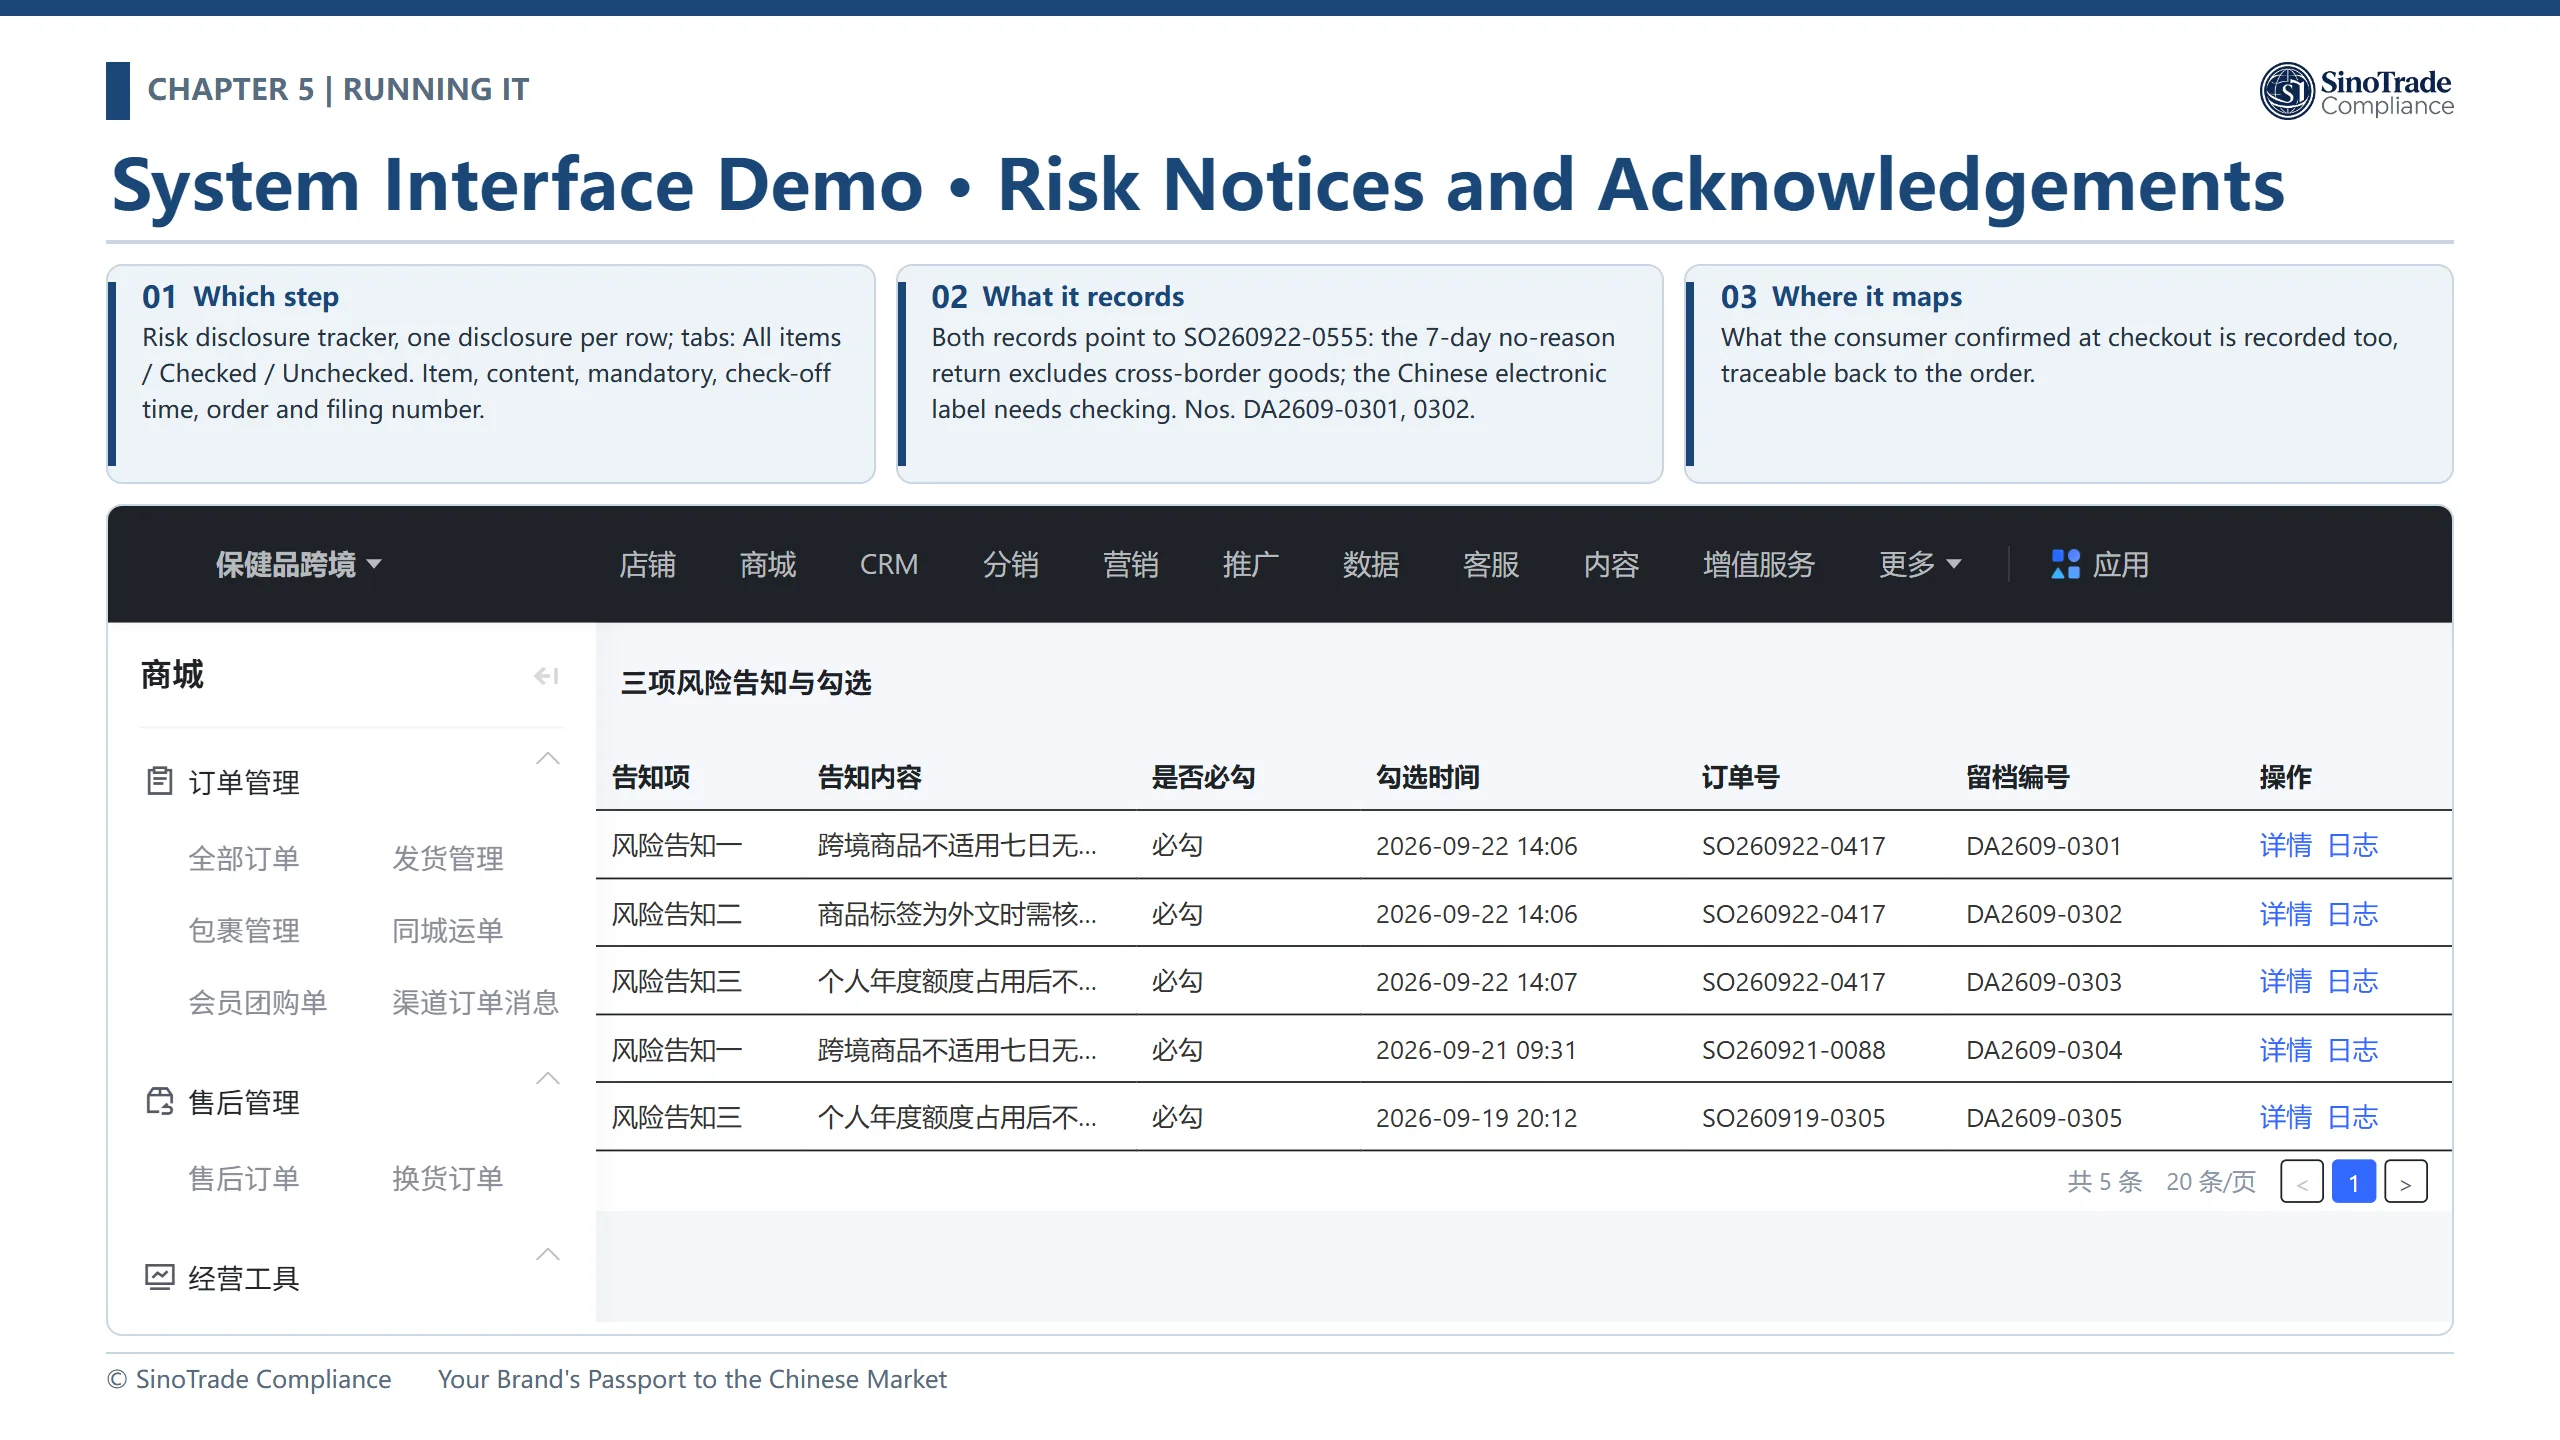 CHAPTER 5 | RUNNING IT
SinoTrade
Compliance
System Interface Demo • Risk Notices and Acknowledgements
01 Which step
Risk disclosure tracker, one disclosure per row; tabs: All items
/ Checked / Unchecked. Item, content, mandatory, check-off
time, order and filing number.
02 What it records
Both records point to SO260922-0555: the 7-day no-reason
return excludes cross-border goods; the Chinese electronic
label needs checking. Nos. DA2609-0301, 0302.
03 Where it maps
What the consumer confirmed at checkout is recorded too,
traceable back to the order.
保健品跨境 店铺 商城 CRM 分销 营销 推广 数据 客服 内容 增值服务 更多 应用
商城
订单管理
全部订单 发货管理
包裹管理 同城运单
会员团购单 渠道订单消息
售后管理
售后订单 换货订单
经营工具
三项风险告知与勾选
告知项 告知内容 是否必勾 勾选时间 订单号 留档编号 操作
风险告知一 跨境商品不适用七日无... 必勾 2026-09-22 14:06 SO260922-0417 DA2609-0301 详情 日志
风险告知二 商品标签为外文时需核... 必勾 2026-09-22 14:06 SO260922-0417 DA2609-0302 详情 日志
风险告知三 个人年度额度占用后不... 必勾 2026-09-22 14:07 SO260922-0417 DA2609-0303 详情 日志
风险告知一 跨境商品不适用七日无... 必勾 2026-09-21 09:31 SO260921-0088 DA2609-0304 详情 日志
风险告知三 个人年度额度占用后不... 必勾 2026-09-19 20:12 SO260919-0305 DA2609-0305 详情 日志
共 5 条 20 条/页 < 1 >
© SinoTrade Compliance Your Brand's Passport to the Chinese Market